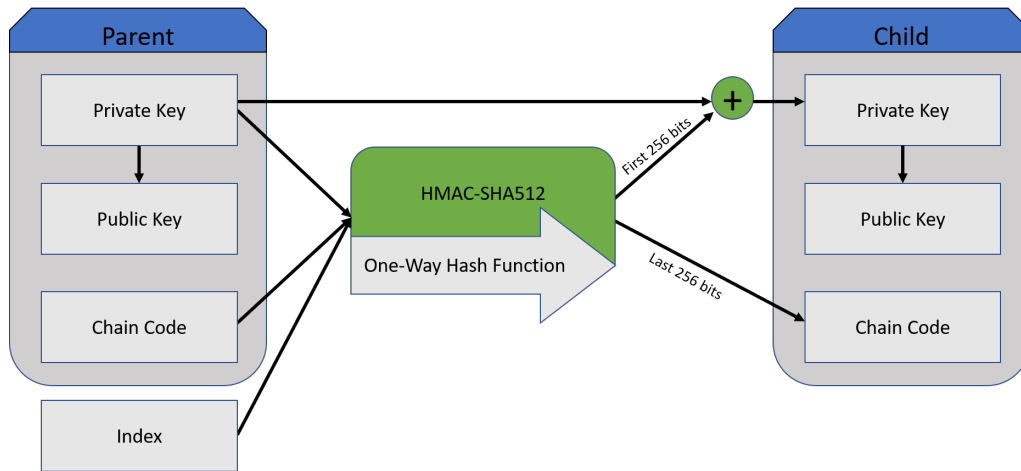 Parent
Private Key
Public Key
Chain Code
Index
HMAC-SHA512
One-Way Hash Function
First 256 bits
Last 256 bits
+
Child
Private Key
Public Key
Chain Code